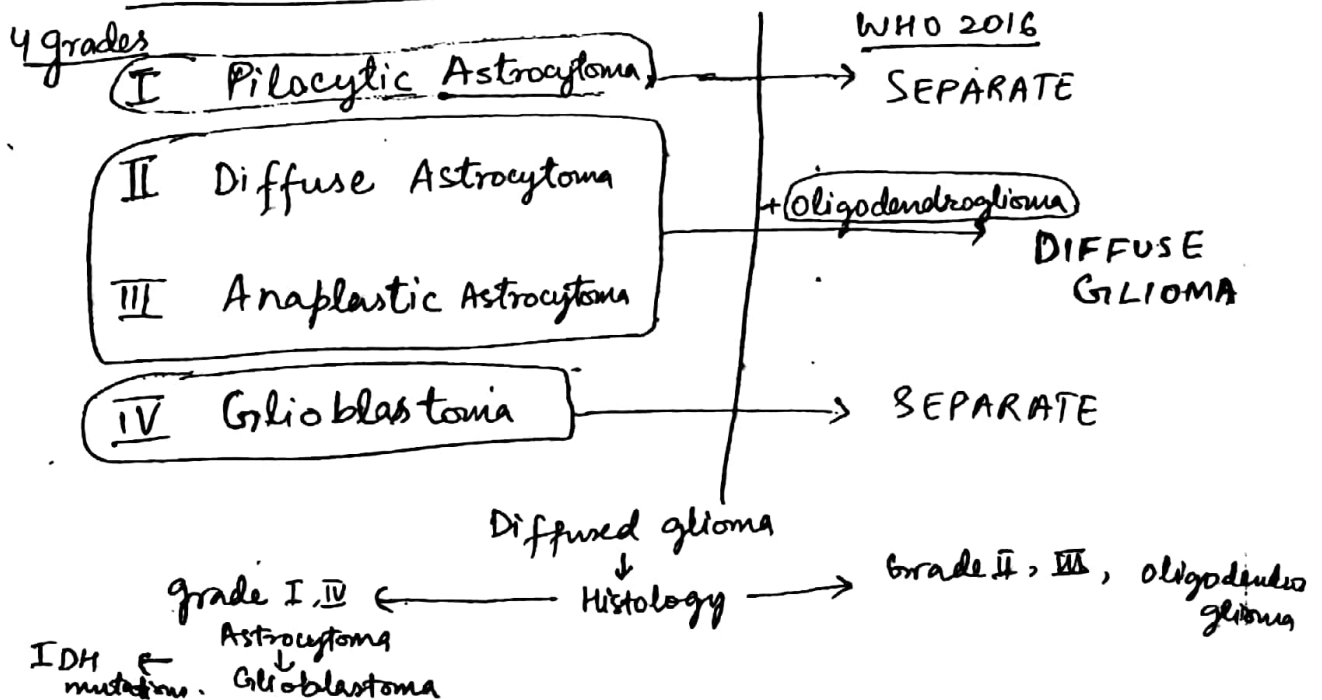 4 grades
WHO 2016
I Pilocytic Astrocytoma → SEPARATE
II Diffuse Astrocytoma
+ Oligodendroglioma
III Anaplastic Astrocytoma → DIFFUSE
GLIOMA
IV Glioblastoma → SEPARATE
Diffused glioma
↓
grade I, IV ← Histology → Grade II, III, oligodendro
glioma
Astrocytoma
↓
IDH ←
mutations. Glioblastoma